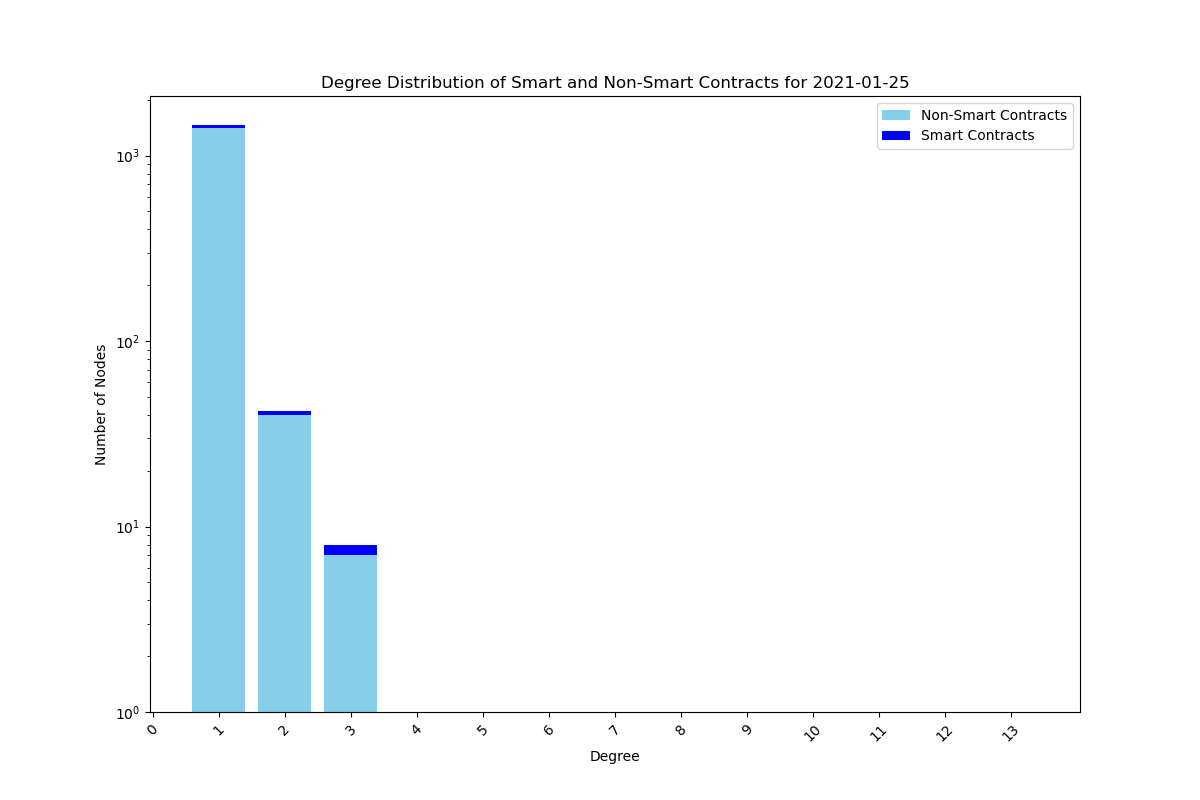 Degree Distribution of Smart and Non-Smart Contracts for 2021-01-25
Non-Smart Contracts
Smart Contracts
Number of Nodes
10³
10²
10¹
10⁰
0 1 2 3 4 5 6 7 8 9 10 11 12 13
Degree